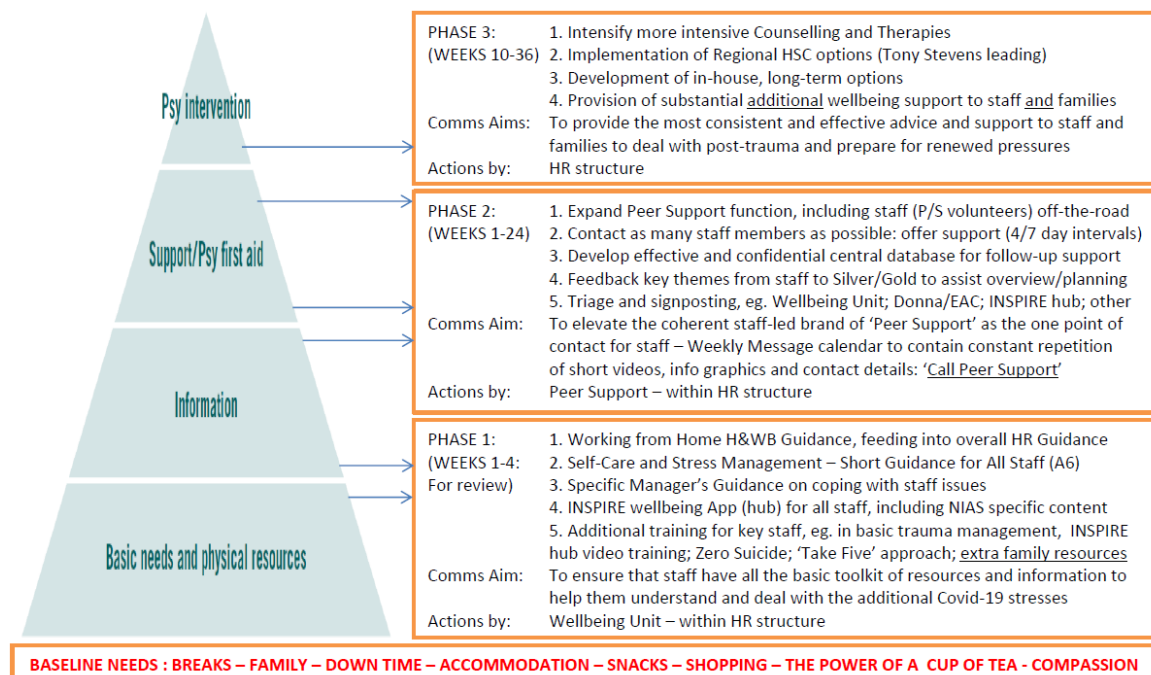 Psy intervention
Support/Psy first aid
Information
Basic needs and physical resources
PHASE 3: 1. Intensify more intensive Counselling and Therapies
(WEEKS 10-36) 2. Implementation of Regional HSC options (Tony Stevens leading)
3. Development of in-house, long-term options
4. Provision of substantial additional wellbeing support to staff and families
Comms Aims: To provide the most consistent and effective advice and support to staff and
families to deal with post-trauma and prepare for renewed pressures
Actions by: HR structure
PHASE 2: 1. Expand Peer Support function, including staff (P/S volunteers) off-the-road
(WEEKS 1-24) 2. Contact as many staff members as possible: offer support (4/7 day intervals)
3. Develop effective and confidential central database for follow-up support
4. Feedback key themes from staff to Silver/Gold to assist overview/planning
5. Triage and signposting, eg. Wellbeing Unit; Donna/EAC; INSPIRE hub; other
Comms Aim: To elevate the coherent staff-led brand of ‘Peer Support’ as the one point of
contact for staff – Weekly Message calendar to contain constant repetition
of short videos, info graphics and contact details: ‘Call Peer Support’
Actions by: Peer Support – within HR structure
PHASE 1: 1. Working from Home H&WB Guidance, feeding into overall HR Guidance
(WEEKS 1-4: 2. Self-Care and Stress Management – Short Guidance for All Staff (A6)
For review) 3. Specific Manager’s Guidance on coping with staff issues
4. INSPIRE wellbeing App (hub) for all staff, including NIAS specific content
5. Additional training for key staff, eg. in basic trauma management, INSPIRE
hub video training; Zero Suicide; ‘Take Five’ approach; extra family resources
Comms Aim: To ensure that staff have all the basic toolkit of resources and information to
help them understand and deal with the additional Covid-19 stresses
Actions by: Wellbeing Unit – within HR structure
BASELINE NEEDS : BREAKS – FAMILY – DOWN TIME – ACCOMMODATION – SNACKS – SHOPPING – THE POWER OF A CUP OF TEA - COMPASSION